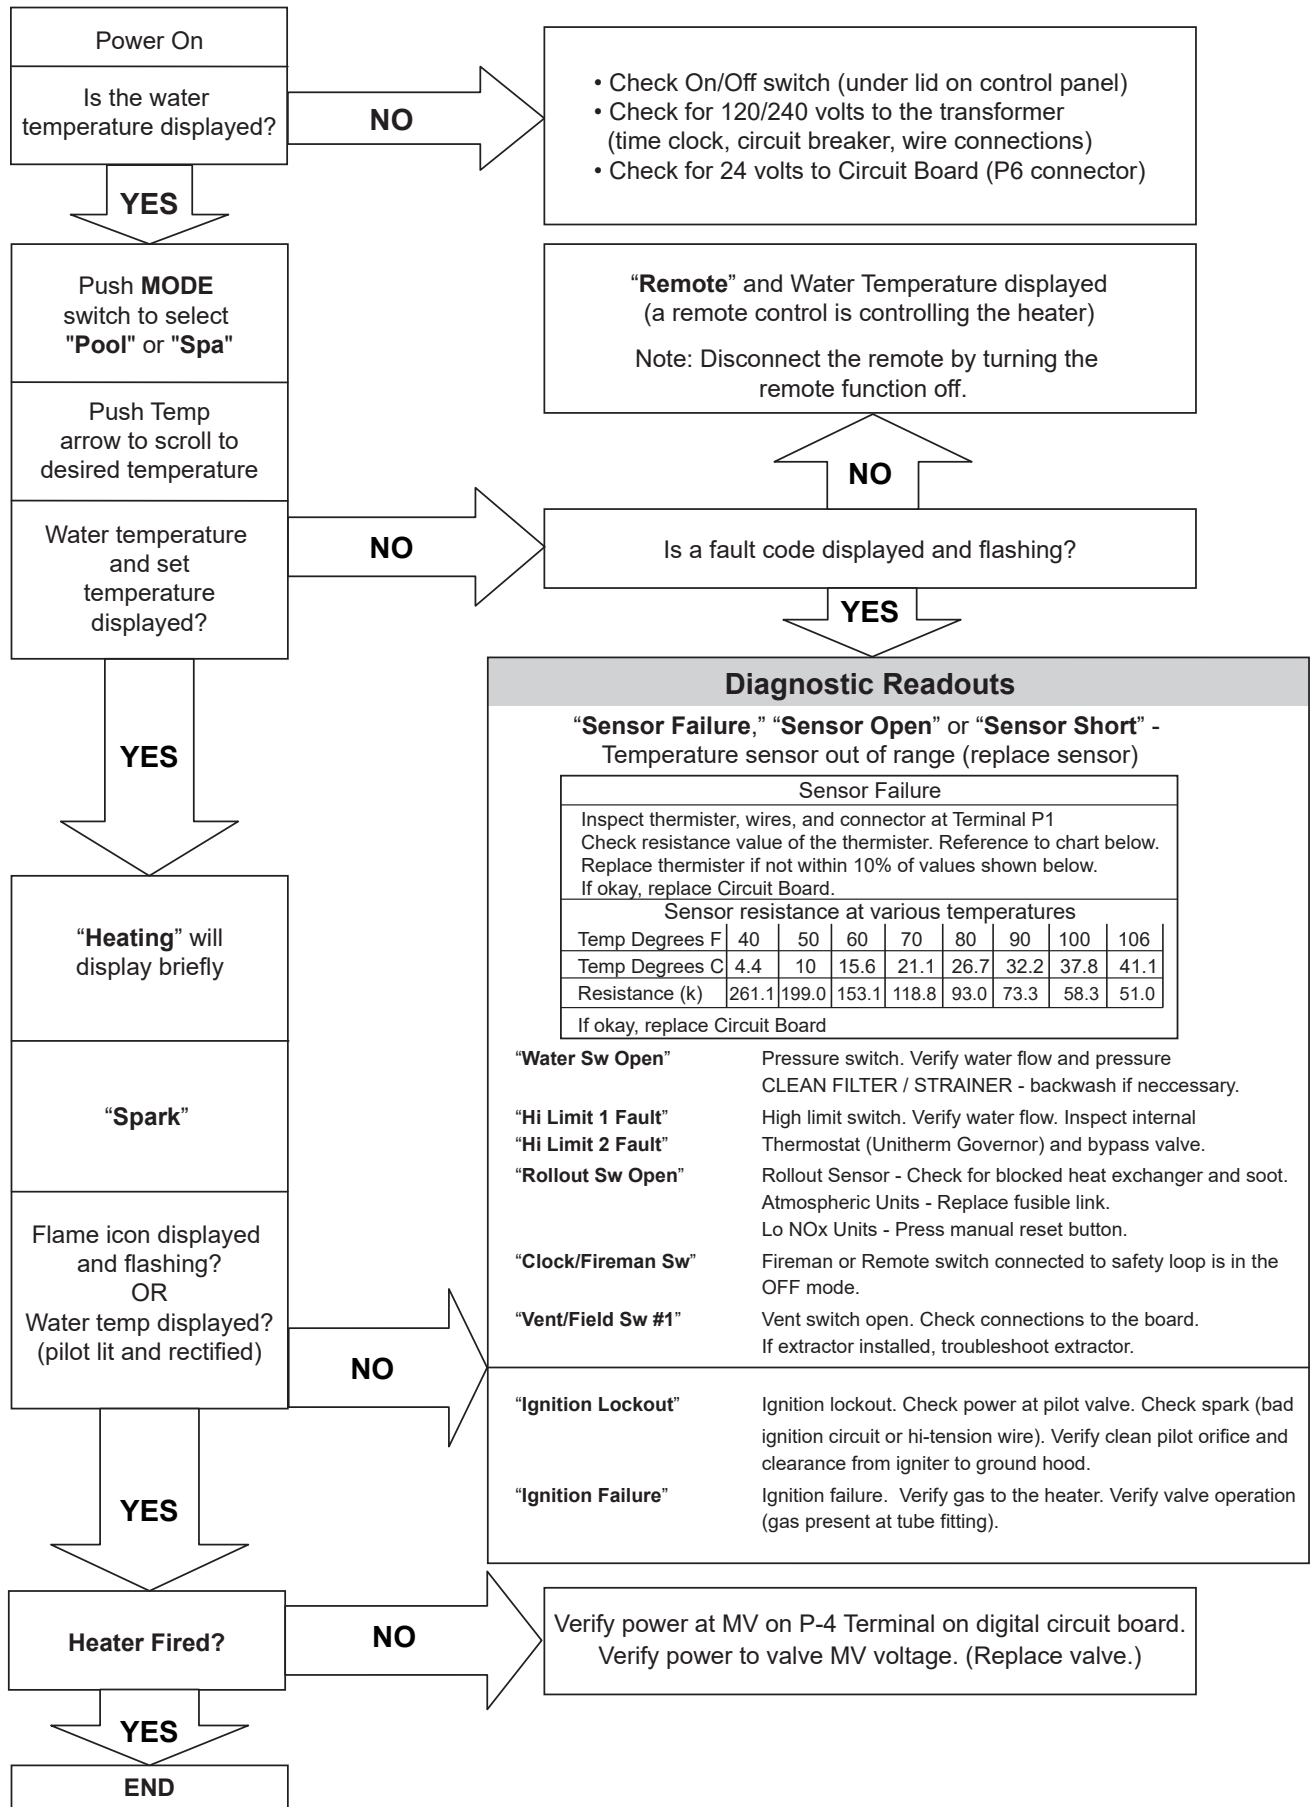 Power On
Is the water
temperature displayed?
NO
• Check On/Off switch (under lid on control panel)
• Check for 120/240 volts to the transformer
(time clock, circuit breaker, wire connections)
• Check for 24 volts to Circuit Board (P6 connector)
YES
Push MODE
switch to select
"Pool" or "Spa"
Push Temp
arrow to scroll to
desired temperature
Water temperature
and set
temperature
displayed?
NO
Is a fault code displayed and flashing?
NO
“Remote” and Water Temperature displayed
(a remote control is controlling the heater)
Note: Disconnect the remote by turning the
remote function off.
YES
Diagnostic Readouts
“Sensor Failure,” “Sensor Open” or “Sensor Short” -
Temperature sensor out of range (replace sensor)
Sensor Failure
Inspect thermister, wires, and connector at Terminal P1
Check resistance value of the thermister. Reference to chart below.
Replace thermister if not within 10% of values shown below.
If okay, replace Circuit Board.
Sensor resistance at various temperatures
Temp Degrees F 40 50 60 70 80 90 100 106
Temp Degrees C 4.4 10 15.6 21.1 26.7 32.2 37.8 41.1
Resistance (k) 261.1 199.0 153.1 118.8 93.0 73.3 58.3 51.0
If okay, replace Circuit Board
“Water Sw Open” Pressure switch. Verify water flow and pressure
CLEAN FILTER / STRAINER - backwash if neccessary.
“Hi Limit 1 Fault” High limit switch. Verify water flow. Inspect internal
“Hi Limit 2 Fault” Thermostat (Unitherm Governor) and bypass valve.
“Rollout Sw Open” Rollout Sensor - Check for blocked heat exchanger and soot.
Atmospheric Units - Replace fusible link.
Lo NOx Units - Press manual reset button.
“Clock/Fireman Sw” Fireman or Remote switch connected to safety loop is in the
OFF mode.
“Vent/Field Sw #1” Vent switch open. Check connections to the board.
If extractor installed, troubleshoot extractor.
“Ignition Lockout” Ignition lockout. Check power at pilot valve. Check spark (bad
ignition circuit or hi-tension wire). Verify clean pilot orifice and
clearance from igniter to ground hood.
“Ignition Failure” Ignition failure. Verify gas to the heater. Verify valve operation
(gas present at tube fitting).
YES
“Heating” will
display briefly
“Spark”
Flame icon displayed
and flashing?
OR
Water temp displayed?
(pilot lit and rectified)
NO
YES
Heater Fired?
NO
Verify power at MV on P-4 Terminal on digital circuit board.
Verify power to valve MV voltage. (Replace valve.)
YES
END